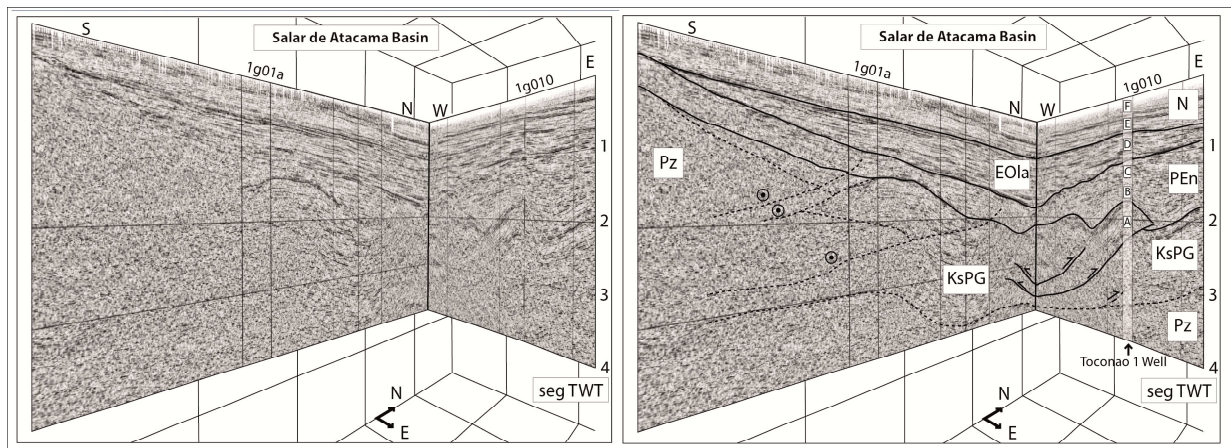 S
Salar de Atacama Basin
E
1g01a
1g010
N
W
1
2
3
4
seg TWT
N
E
S
Salar de Atacama Basin
E
1g01a
1g010
N
W
F
N
E
1
D
Pz
EOla
C
PEn
B
2
A
KsPG
KsPG
3
Pz
Toconao 1 Well
4
seg TWT
N
E